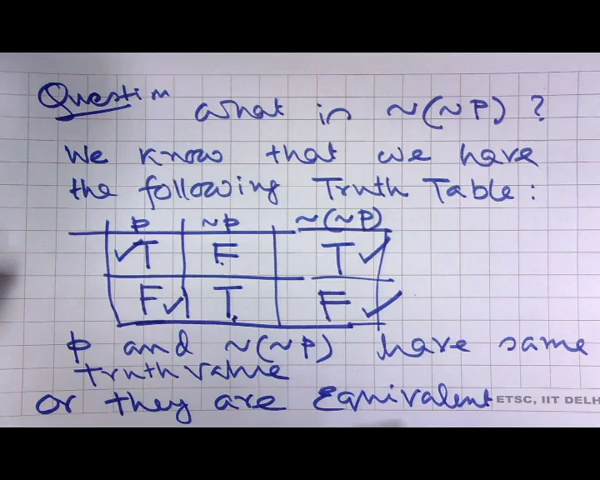 Question What is ~(~p) ?
We know that we have
the following Truth Table :
p ~p ~(~p)
✓T F T✓
F✓ T F✓
p and ~(~p) have same
truth value
or they are Equivalent
ETSC, IIT DELH